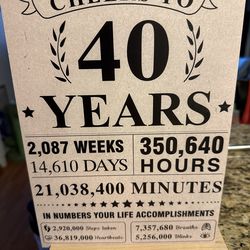 CHEERS TO
40
YEARS
2,087 WEEKS
14,610 DAYS
350,640
HOURS
21,038,400 MINUTES
IN NUMBERS YOUR LIFE ACCOMPLISHMENTS
2,920,000 Steps taken
7,357,680 Breaths
36,819,000 Heartbeats
5,256,000 Blinks